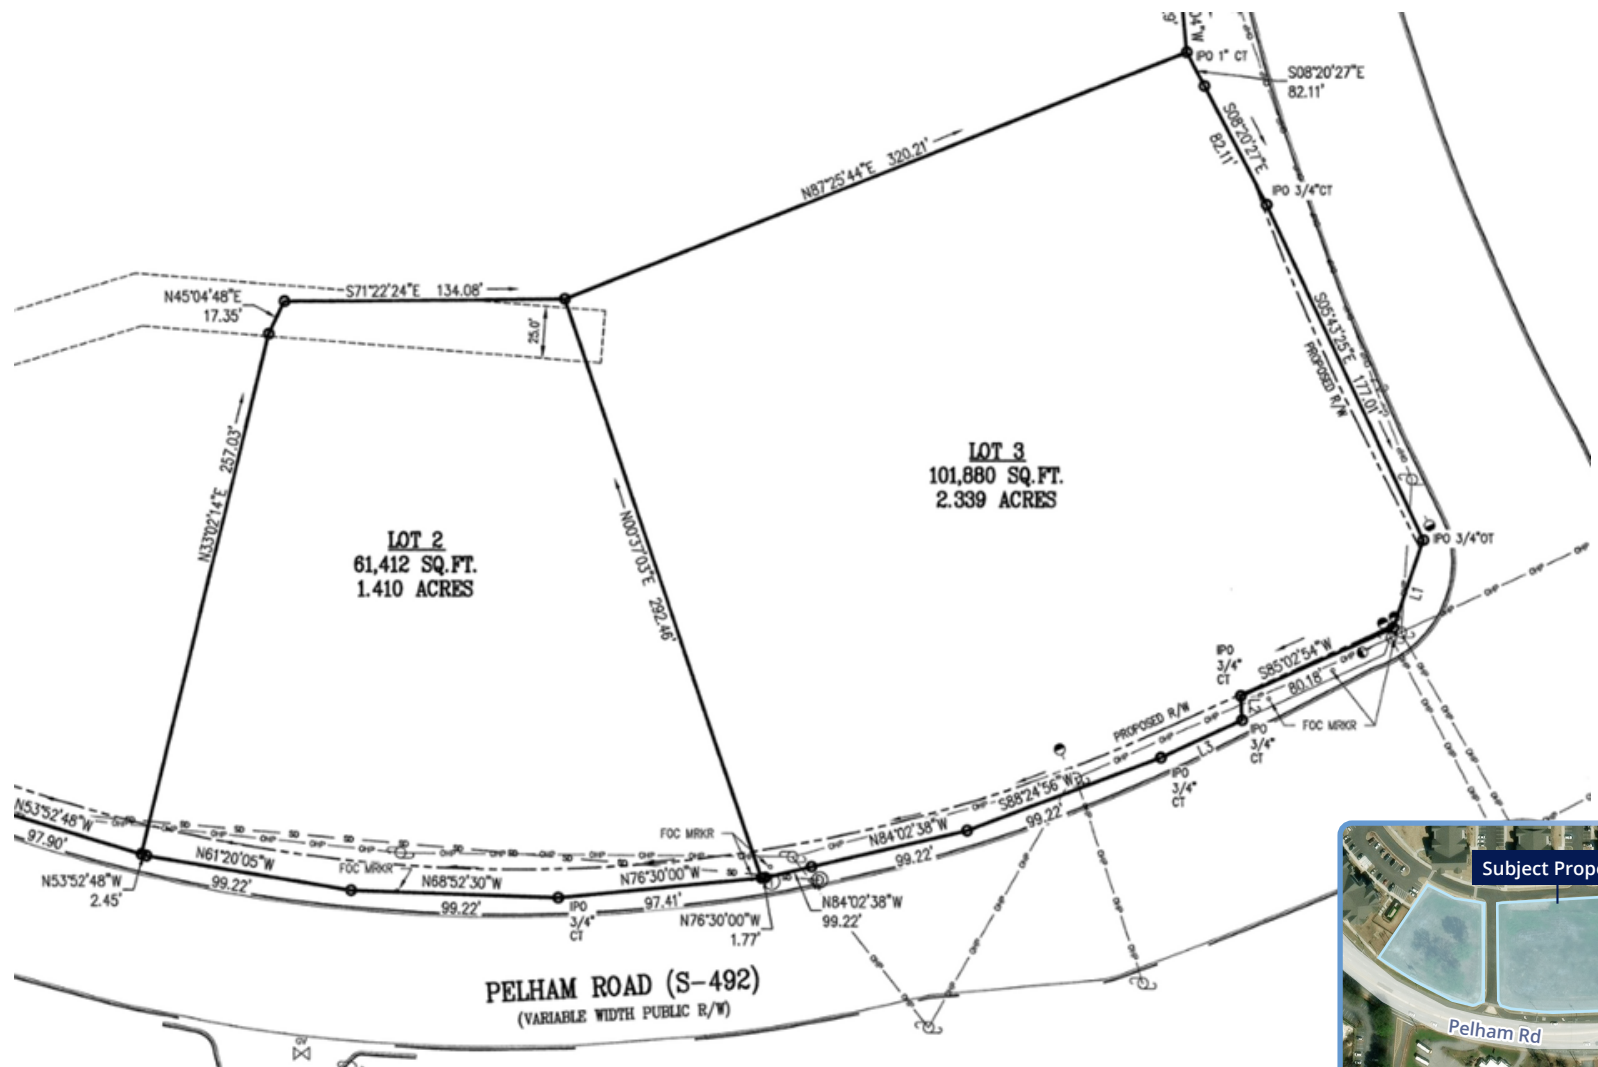 IPO 1" CT
S08°20'27"E
82.11'
S08°20'27"E
82.11'
IPO 3/4"CT
N87°25'44"E 320.21'
S05°43'25"E 177.01'
PROPOSED R/W
N45°04'48"E
17.35'
S71°22'24"E 134.08'
25.0'
N33°02'14"E 257.03'
N00°37'03"E 292.46'
LOT 3
101,880 SQ.FT.
2.339 ACRES
LOT 2
61,412 SQ.FT.
1.410 ACRES
IPO 3/4"OT
L1
IPO
3/4"
CT
S85°02'54"W
80.18'
L2
FOC MRKR
IPO
3/4"
CT
L3
IPO
3/4"
CT
PROPOSED R/W
S88°24'56"W
99.22'
N84°02'38"W
99.22'
N53°52'48"W
97.90'
N61°20'05"W
99.22'
FOC MRKR
N68°52'30"W
99.22'
FOC MRKR
N76°30'00"W
97.41'
IPO
3/4"
CT
N53°52'48"W
2.45'
N76°30'00"W
1.77'
N84°02'38"W
99.22'
PELHAM ROAD (S-492)
(VARIABLE WIDTH PUBLIC R/W)
GV
Subject Prope
Pelham Rd